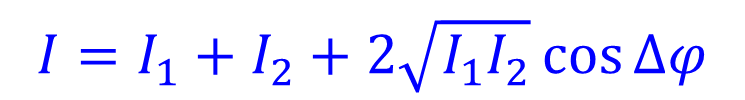 I = I₁ + I₂ + 2√(I₁I₂) cos Δφ